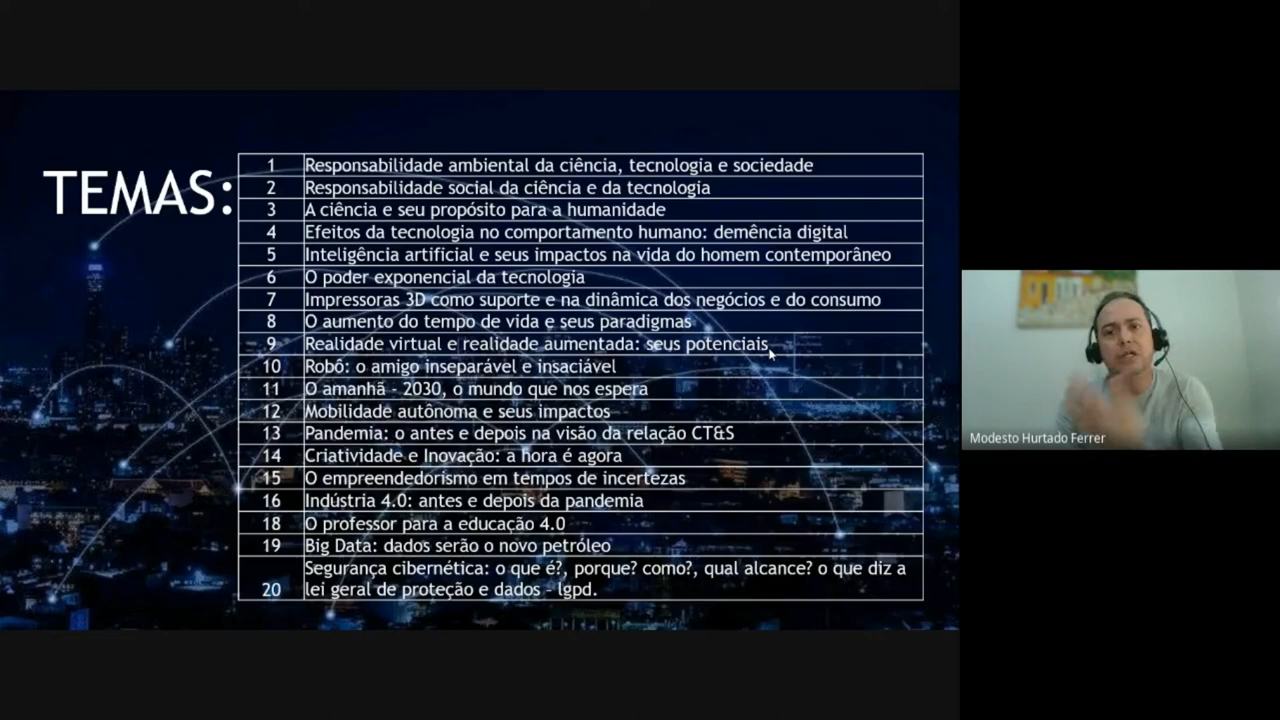 TEMAS:
1 Responsabilidade ambiental da ciência, tecnologia e sociedade
2 Responsabilidade social da ciência e da tecnologia
3 A ciência e seu propósito para a humanidade
4 Efeitos da tecnologia no comportamento humano: demência digital
5 Inteligência artificial e seus impactos na vida do homem contemporâneo
6 O poder exponencial da tecnologia
7 Impressoras 3D como suporte e na dinâmica dos negócios e do consumo
8 O aumento do tempo de vida e seus paradigmas
9 Realidade virtual e realidade aumentada: seus potenciais
10 Robô: o amigo inseparável e insaciável
11 O amanhã - 2030, o mundo que nos espera
12 Mobilidade autônoma e seus impactos
13 Pandemia: o antes e depois na visão da relação CT&S
14 Criatividade e Inovação: a hora é agora
15 O empreendedorismo em tempos de incertezas
16 Indústria 4.0: antes e depois da pandemia
18 O professor para a educação 4.0
19 Big Data: dados serão o novo petróleo
Segurança cibernética: o que é?, porque? como?, qual alcance? o que diz a
20 lei geral de proteção e dados - lgpd.
Modesto Hurtado Ferrer